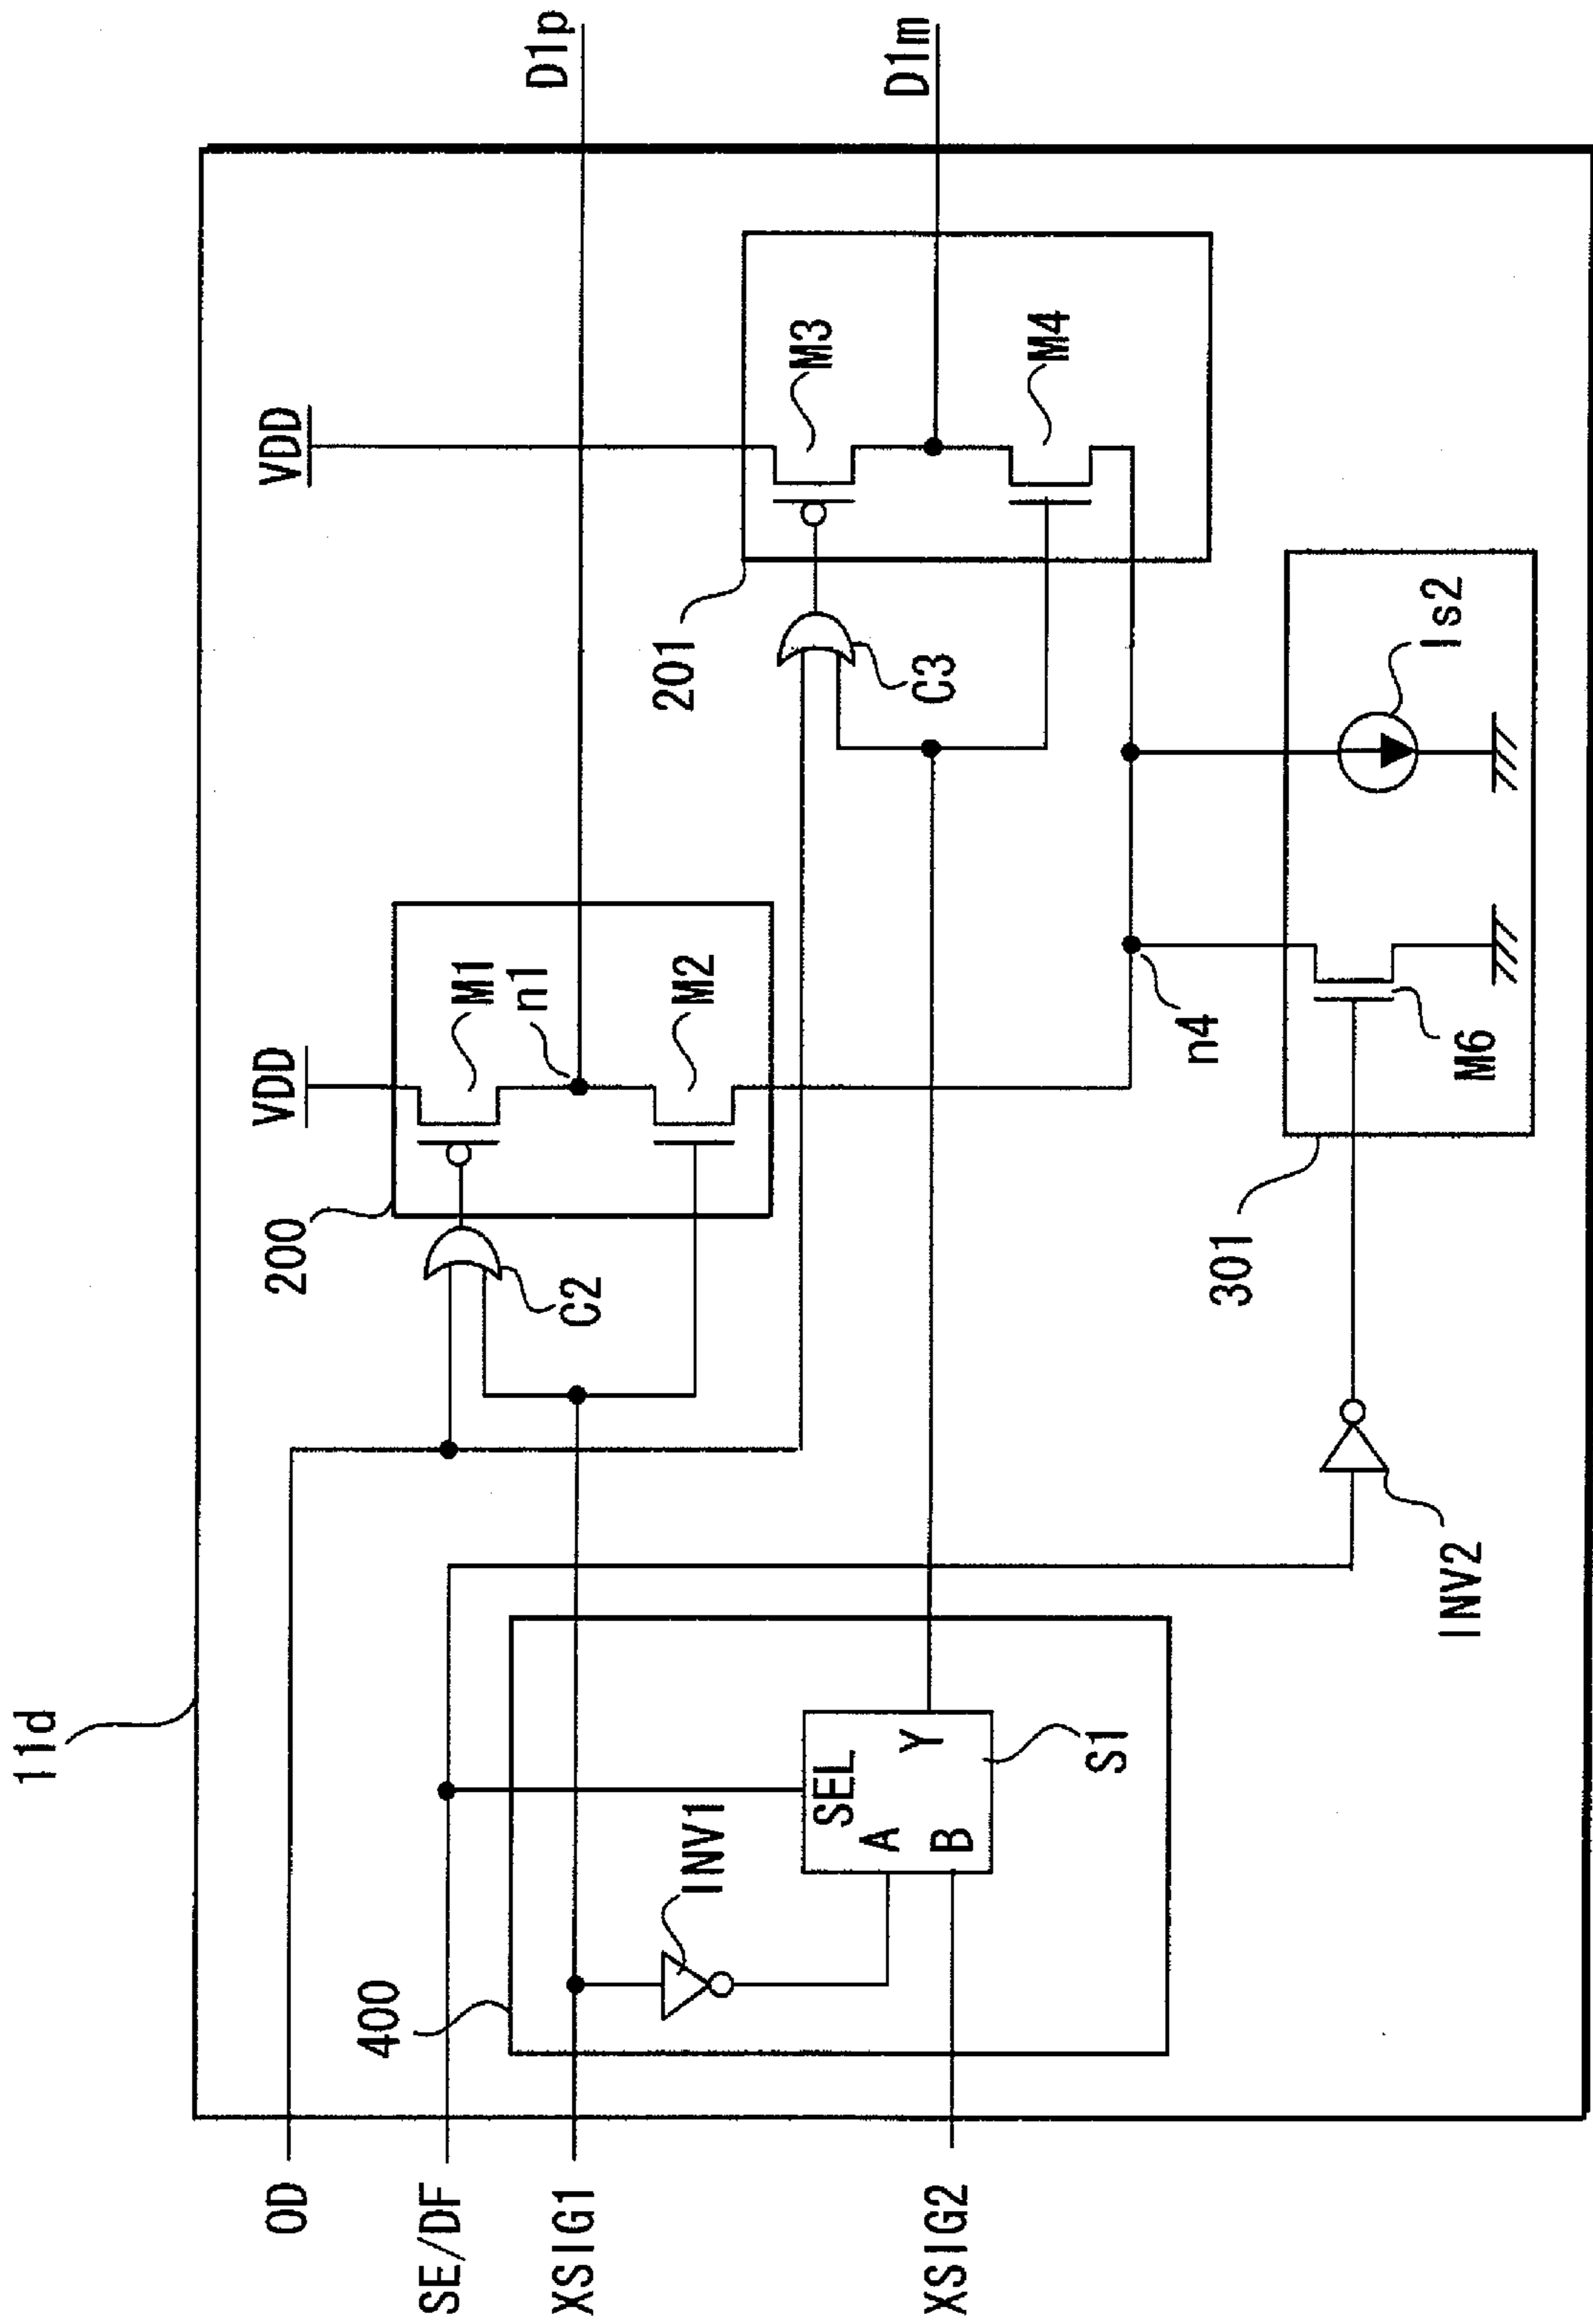 11d
OD
SE/DF
XSIG1
XSIG2
400
INV1
SEL
A
B
Y
S1
INV2
200
C2
VDD
M1
n1
M2
201
C3
VDD
M3
M4
n4
301
M6
Is2
D1p
D1m